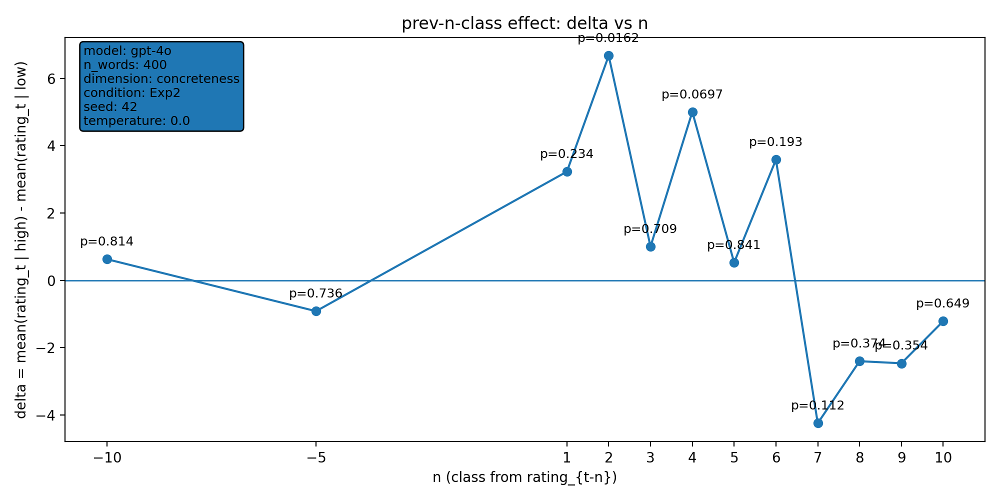 prev-n-class effect: delta vs n
model: gpt-4o
n_words: 400
dimension: concreteness
condition: Exp2
seed: 42
temperature: 0.0
p=0.814
p=0.736
p=0.234
p=0.0162
p=0.709
p=0.0697
p=0.841
p=0.193
p=0.112
p=0.374
p=0.354
p=0.649
6
4
2
0
−2
−4
delta = mean(rating_t | high) - mean(rating_t | low)
−10 −5 1 2 3 4 5 6 7 8 9 10
n (class from rating_{t-n})